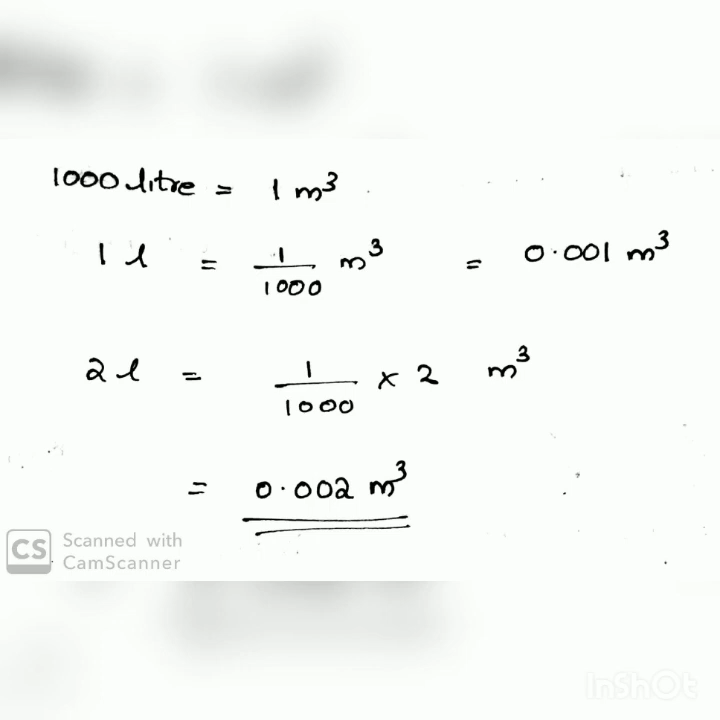 1000 litre = 1 m³
1 l = 1/1000 m³ = 0.001 m³
2 l = 1/1000 × 2 m³
= 0.002 m³
CS Scanned with
CamScanner
InShOt